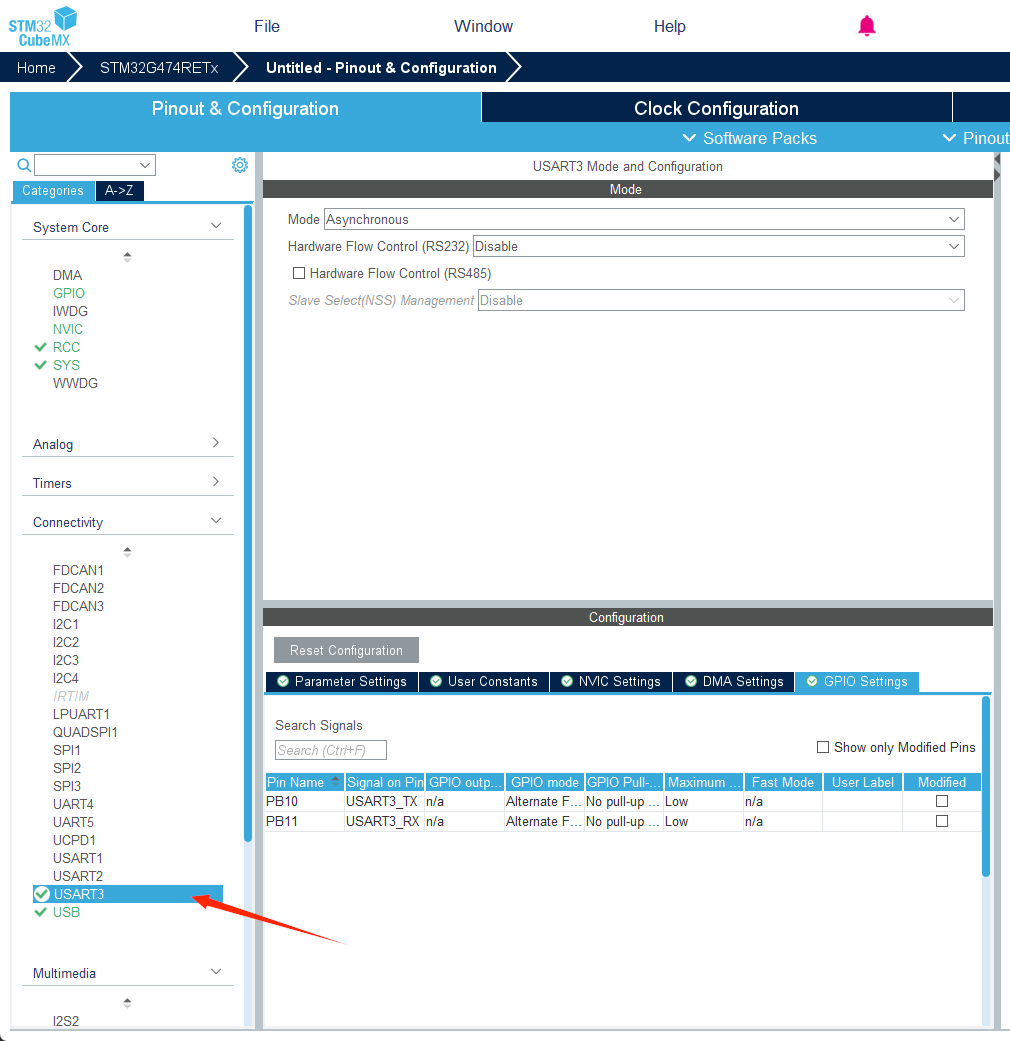 STM32
CubeMX
File
Window
Help
Home
STM32G474RETx
Untitled - Pinout & Configuration
Pinout & Configuration
Clock Configuration
Software Packs
Pinout
Categories
A->Z
System Core
DMA
GPIO
IWDG
NVIC
RCC
SYS
WWDG
Analog
Timers
Connectivity
FDCAN1
FDCAN2
FDCAN3
I2C1
I2C2
I2C3
I2C4
IRTIM
LPUART1
QUADSPI1
SPI1
SPI2
SPI3
UART4
UART5
UCPD1
USART1
USART2
USART3
USB
Multimedia
I2S2
USART3 Mode and Configuration
Mode
Mode Asynchronous
Hardware Flow Control (RS232) Disable
Hardware Flow Control (RS485)
Slave Select(NSS) Management Disable
Configuration
Reset Configuration
Parameter Settings
User Constants
NVIC Settings
DMA Settings
GPIO Settings
Search Signals
Search (Ctrl+F)
Show only Modified Pins
Pin Name Signal on Pin GPIO outp... GPIO mode GPIO Pull-... Maximum ... Fast Mode User Label Modified
PB10 USART3_TX n/a Alternate F... No pull-up ... Low n/a
PB11 USART3_RX n/a Alternate F... No pull-up ... Low n/a